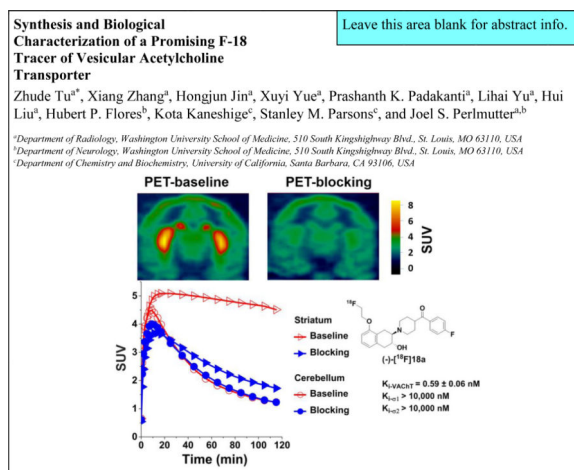 Synthesis and Biological
Characterization of a Promising F-18
Tracer of Vesicular Acetylcholine
Transporter
Leave this area blank for abstract info.
Zhude Tuᵃ*, Xiang Zhangᵃ, Hongjun Jinᵃ, Xuyi Yueᵃ, Prashanth K. Padakantiᵃ, Lihai Yuᵃ, Hui
Liuᵃ, Hubert P. Floresᵇ, Kota Kaneshigeᶜ, Stanley M. Parsonsᶜ, and Joel S. Perlmutterᵃ,ᵇ
ᵃDepartment of Radiology, Washington University School of Medicine, 510 South Kingshighway Blvd., St. Louis, MO 63110, USA
ᵇDepartment of Neurology, Washington University School of Medicine, 510 South Kingshighway Blvd., St. Louis, MO 63110, USA
ᶜDepartment of Chemistry and Biochemistry, University of California, Santa Barbara, CA 93106, USA
PET-baseline PET-blocking
8
6
4
2
0
SUV
5
4
3
2
1
0
SUV
0 20 40 60 80 100 120
Time (min)
Striatum
Baseline
Blocking
Cerebellum
Baseline
Blocking
¹⁸F
O
O
N
F
OH
(-)-[¹⁸F]18a
Ki-VAChT = 0.59 ± 0.06 nM
Ki-σ1 > 10,000 nM
Ki-σ2 > 10,000 nM